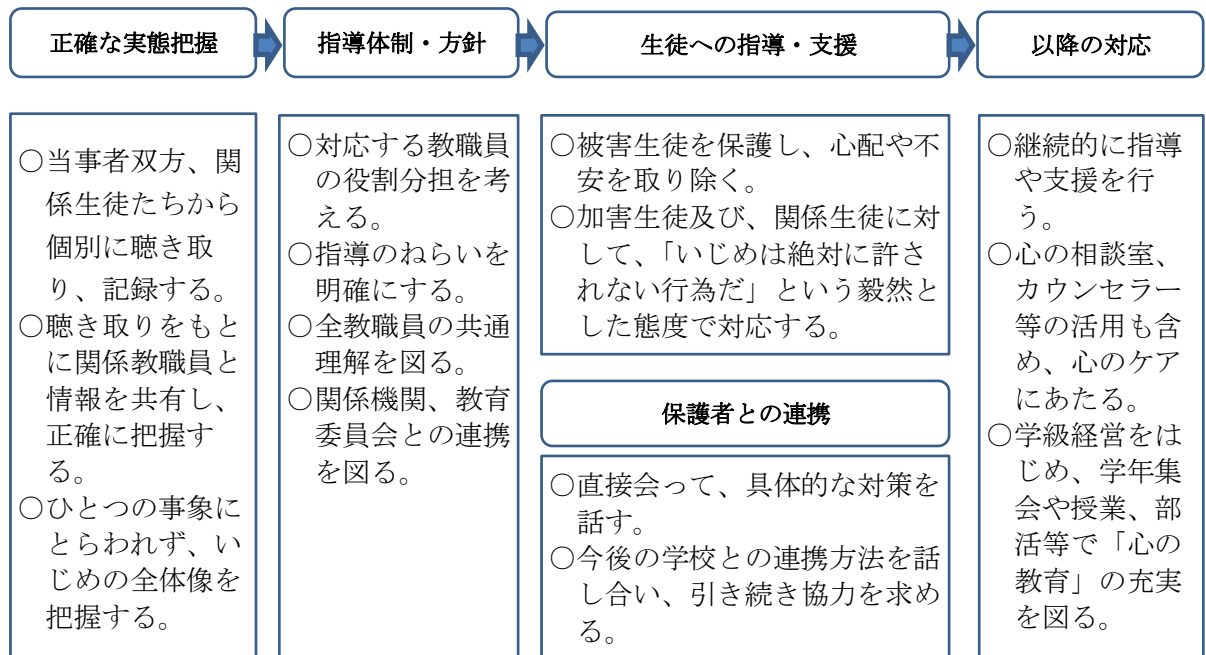 正確な実態把握
指導体制・方針
生徒への指導・支援
以降の対応
○当事者双方、関
係生徒たちから
個別に聴き取
り、記録する。
○聴き取りをもと
に関係教職員と
情報を共有し、
正確に把握す
る。
○ひとつの事象に
とらわれず、い
じめの全体像を
把握する。
○対応する教職員
の役割分担を考
える。
○指導のねらいを
明確にする。
○全教職員の共通
理解を図る。
○関係機関、教育
委員会との連携
を図る。
○被害生徒を保護し、心配や不
安を取り除く。
○加害生徒及び、関係生徒に対
して、「いじめは絶対に許さ
れない行為だ」という毅然と
した態度で対応する。
保護者との連携
○直接会って、具体的な対策を
話す。
○今後の学校との連携方法を話
し合い、引き続き協力を求め
る。
○継続的に指導
や支援を行
う。
○心の相談室、
カウンセラー
等の活用も含
め、心のケア
にあたる。
○学級経営をは
じめ、学年集
会や授業、部
活等で「心の
教育」の充実
を図る。